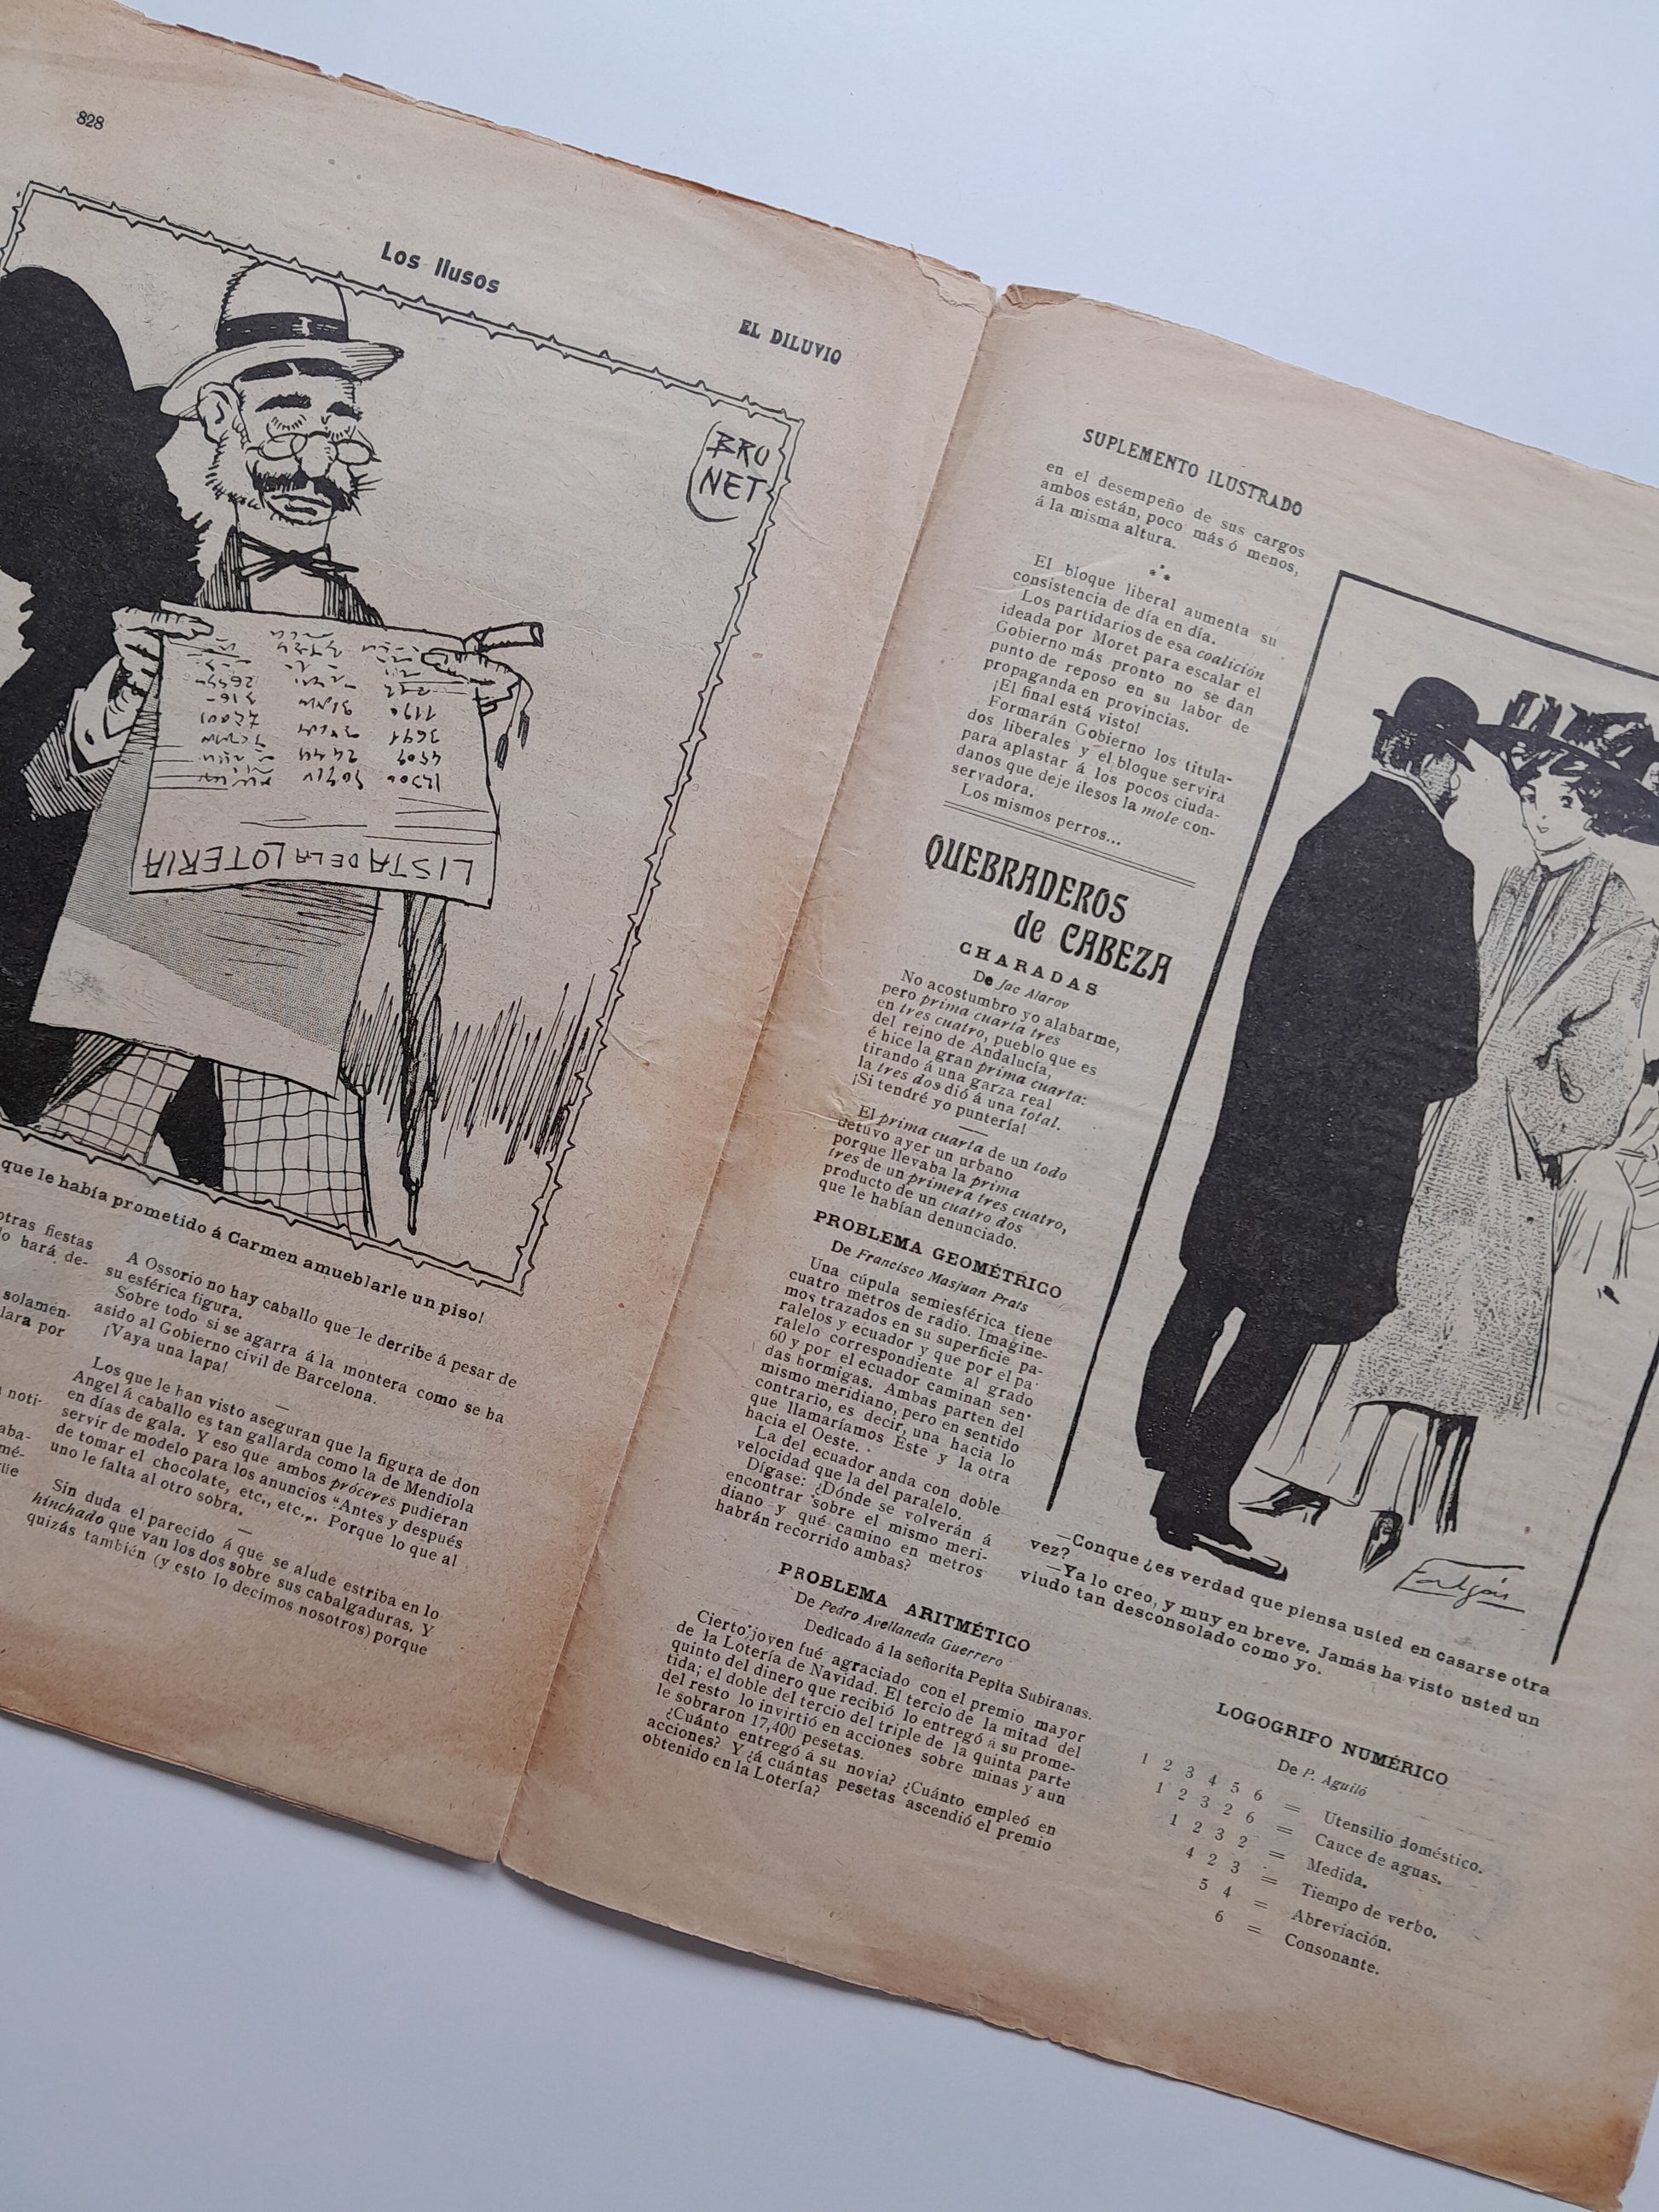 828
Los Ilusos
EL DILUVIO
BRU
NET
LISTA DE LA LOTERIA
que le había prometido á Carmen amueblarle un piso!
otras fiestas
lo hará de-
solamén-
lara por
noti-
aba-
mé-
lie
A Ossorio no hay caballo que le derribe á pesar de
su esférica figura.
Sobre todo si se agarra á la montera como se ha
asido al Gobierno civil de Barcelona.
¡Vaya una lapa!
—
Los que le han visto aseguran que la figura de don
Angel á caballo es tan gallarda como la de Mendiola
en días de gala. Y eso que ambos próceres pudieran
servir de modelo para los anuncios "Antes y después
de tomar el chocolate, etc., etc.„. Porque lo que al
uno le falta al otro sobra.
—
Sin duda el parecido á que se alude estriba en lo
hinchado que van los dos sobre sus cabalgaduras. Y
quizás también (y esto lo decimos nosotros) porque
SUPLEMENTO ILUSTRADO
en el desempeño de sus cargos
ambos están, poco más ó menos,
á la misma altura.
El bloque liberal aumenta su
consistencia de día en día.
Los partidarios de esa coalición
ideada por Moret para escalar el
Gobierno más pronto no se dan
punto de reposo en su labor de
propaganda en provincias.
¡El final está visto!
Formarán Gobierno los titula-
dos liberales y el bloque servirá
para aplastar á los pocos ciuda-
danos que deje ilesos la mole con-
servadora.
Los mismos perros...
QUEBRADEROS
de CABEZA
CHARADAS
De Jac Alarov
No acostumbro yo alabarme,
pero prima cuarta tres
en tres cuatro, pueblo que es
del reino de Andalucía,
é hice la gran prima cuarta:
tirando á una garza real
la tres dos dió á una total.
¡Si tendré yo puntería!
—
El prima cuarta de un todo
detuvo ayer un urbano
porque llevaba la prima
tres de un primera tres cuatro,
producto de un cuatro dos
que le habían denunciado.
PROBLEMA GEOMÉTRICO
De Francisco Masjuan Prats
Una cúpula semiesférica tiene
cuatro metros de radio. Imagine-
mos trazados en su superficie pa-
ralelos y ecuador y que por el pa-
ralelo correspondiente al grado
60 y por el ecuador caminan sen-
das hormigas. Ambas parten del
mismo meridiano, pero en sentido
contrario, es decir, una hacia lo
que llamaríamos Este y la otra
hacia el Oeste.
La del ecuador anda con doble
velocidad que la del paralelo.
Dígase: ¿Dónde se volverán á
encontrar sobre el mismo meri-
diano y qué camino en metros
habrán recorrido ambas?
PROBLEMA ARITMÉTICO
De Pedro Avellaneda Guerrero
Dedicado á la señorita Pepita Subiranas.
Cierto joven fué agraciado con el premio mayor
de la Lotería de Navidad. El tercio de la mitad del
quinto del dinero que recibió lo entregó á su prome-
tida; el doble del tercio del triple de la quinta parte
del resto lo invirtió en acciones sobre minas y aun
le sobraron 17,400 pesetas.
¿Cuánto entregó á su novia? ¿Cuánto empleó en
acciones? Y ¿á cuántas pesetas ascendió el premio
obtenido en la Lotería?
—Conque ¿es verdad que piensa usted en casarse otra
vez?
—Ya lo creo, y muy en breve. Jamás ha visto usted un
viudo tan desconsolado como yo.
LOGOGRIFO NUMÉRICO
De P. Aguiló
1 2 3 4 5 6 = Utensilio doméstico.
1 2 3 2 6 = Cauce de aguas.
1 2 3 2 = Medida.
4 2 3 = Tiempo de verbo.
5 4 = Abreviación.
6 = Consonante.